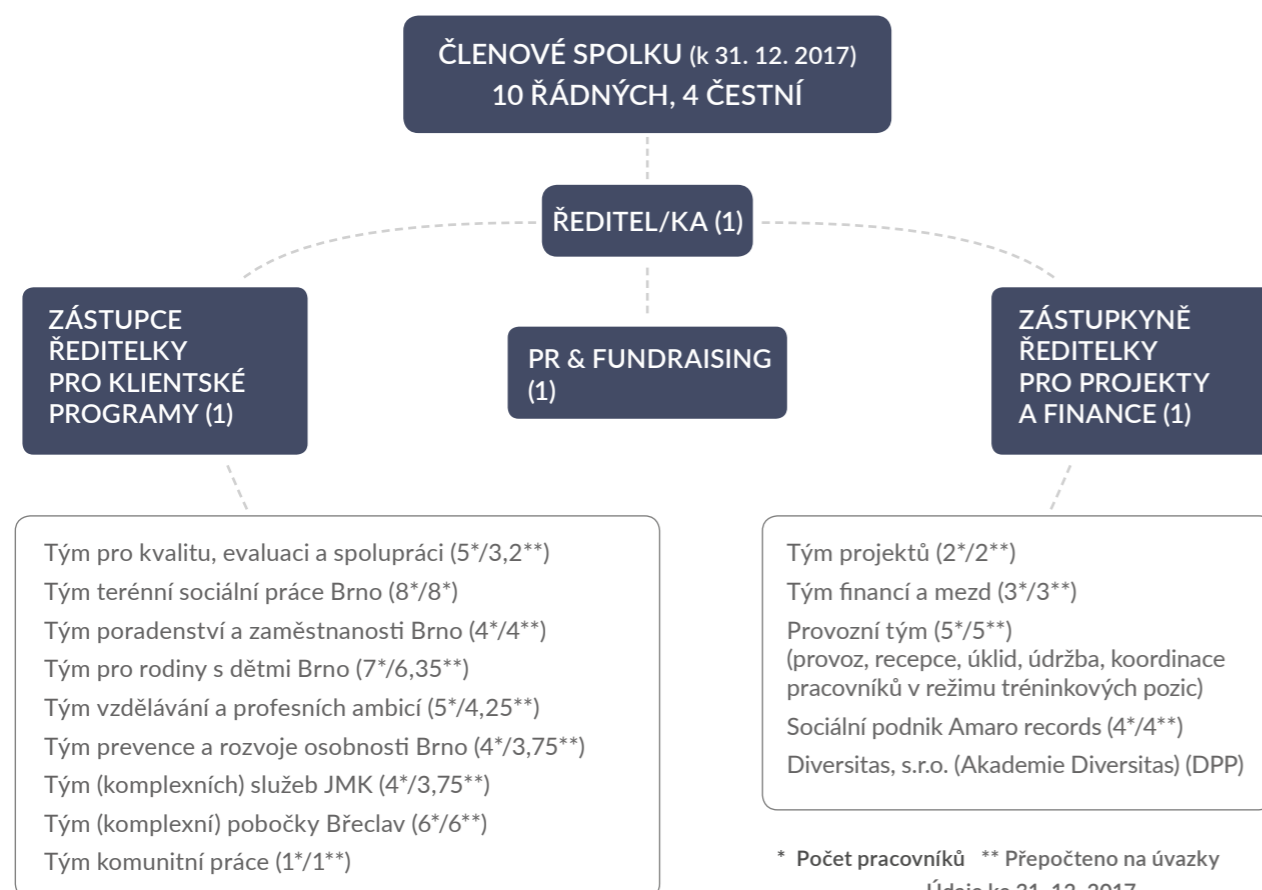 ČLENOVÉ SPOLKU (k 31. 12. 2017)
10 ŘÁDNÝCH, 4 ČESTNÍ
ŘEDITEL/KA (1)
ZÁSTUPCE
ŘEDITELKY
PRO KLIENTSKÉ
PROGRAMY (1)
PR & FUNDRAISING
(1)
ZÁSTUPKYNĚ
ŘEDITELKY
PRO PROJEKTY
A FINANCE (1)
Tým pro kvalitu, evaluaci a spolupráci (5*/3,2**)
Tým terénní sociální práce Brno (8*/8*)
Tým poradenství a zaměstnanosti Brno (4*/4**)
Tým pro rodiny s dětmi Brno (7*/6,35**)
Tým vzdělávání a profesních ambicí (5*/4,25**)
Tým prevence a rozvoje osobnosti Brno (4*/3,75**)
Tým (komplexních) služeb JMK (4*/3,75**)
Tým (komplexní) pobočky Břeclav (6*/6**)
Tým komunitní práce (1*/1**)
Tým projektů (2*/2**)
Tým financí a mezd (3*/3**)
Provozní tým (5*/5**)
(provoz, recepce, úklid, údržba, koordinace
pracovníků v režimu tréninkových pozic)
Sociální podnik Amaro records (4*/4**)
Diversitas, s.r.o. (Akademie Diversitas) (DPP)
* Počet pracovníků ** Přepočteno na úvazky
Údaje ke 31. 12. 2017